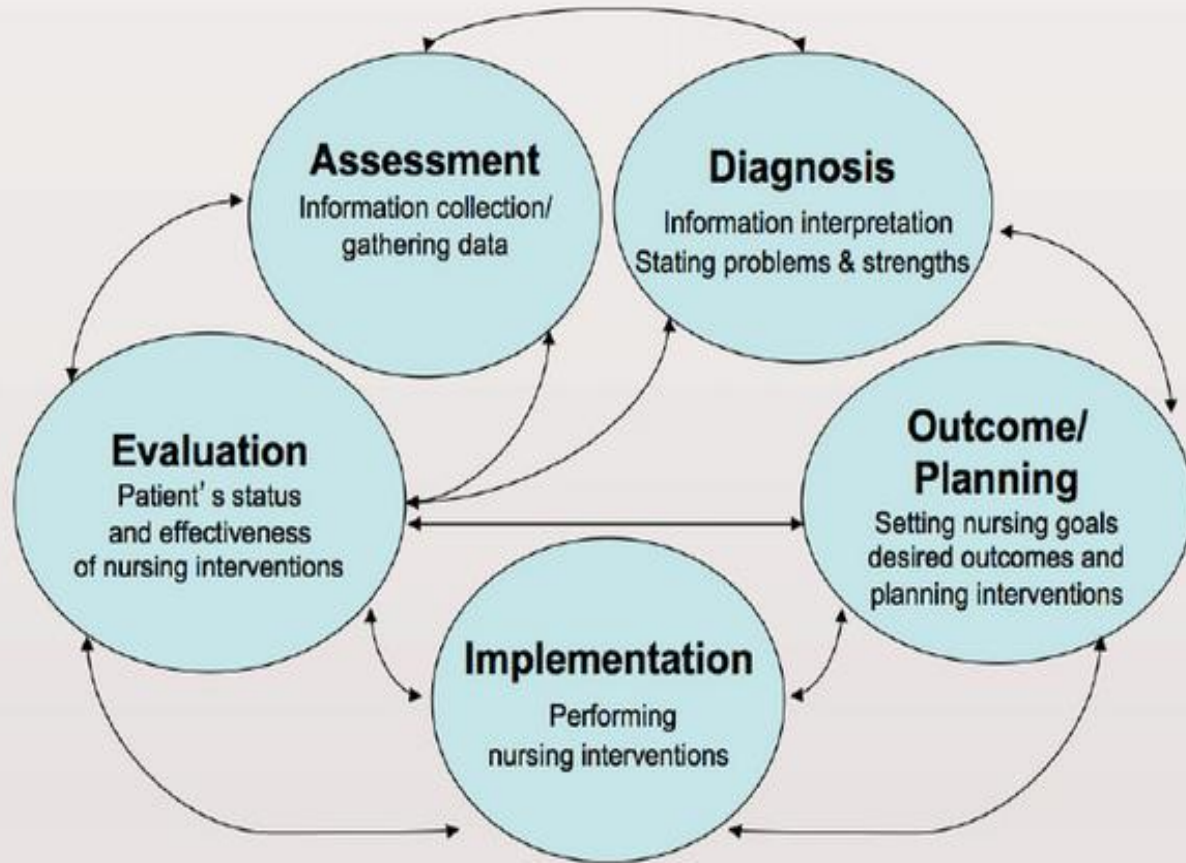 Assessment
Information collection/
gathering data
Diagnosis
Information interpretation
Stating problems & strengths
Evaluation
Patient's status
and effectiveness
of nursing interventions
Outcome/
Planning
Setting nursing goals
desired outcomes and
planning interventions
Implementation
Performing
nursing interventions